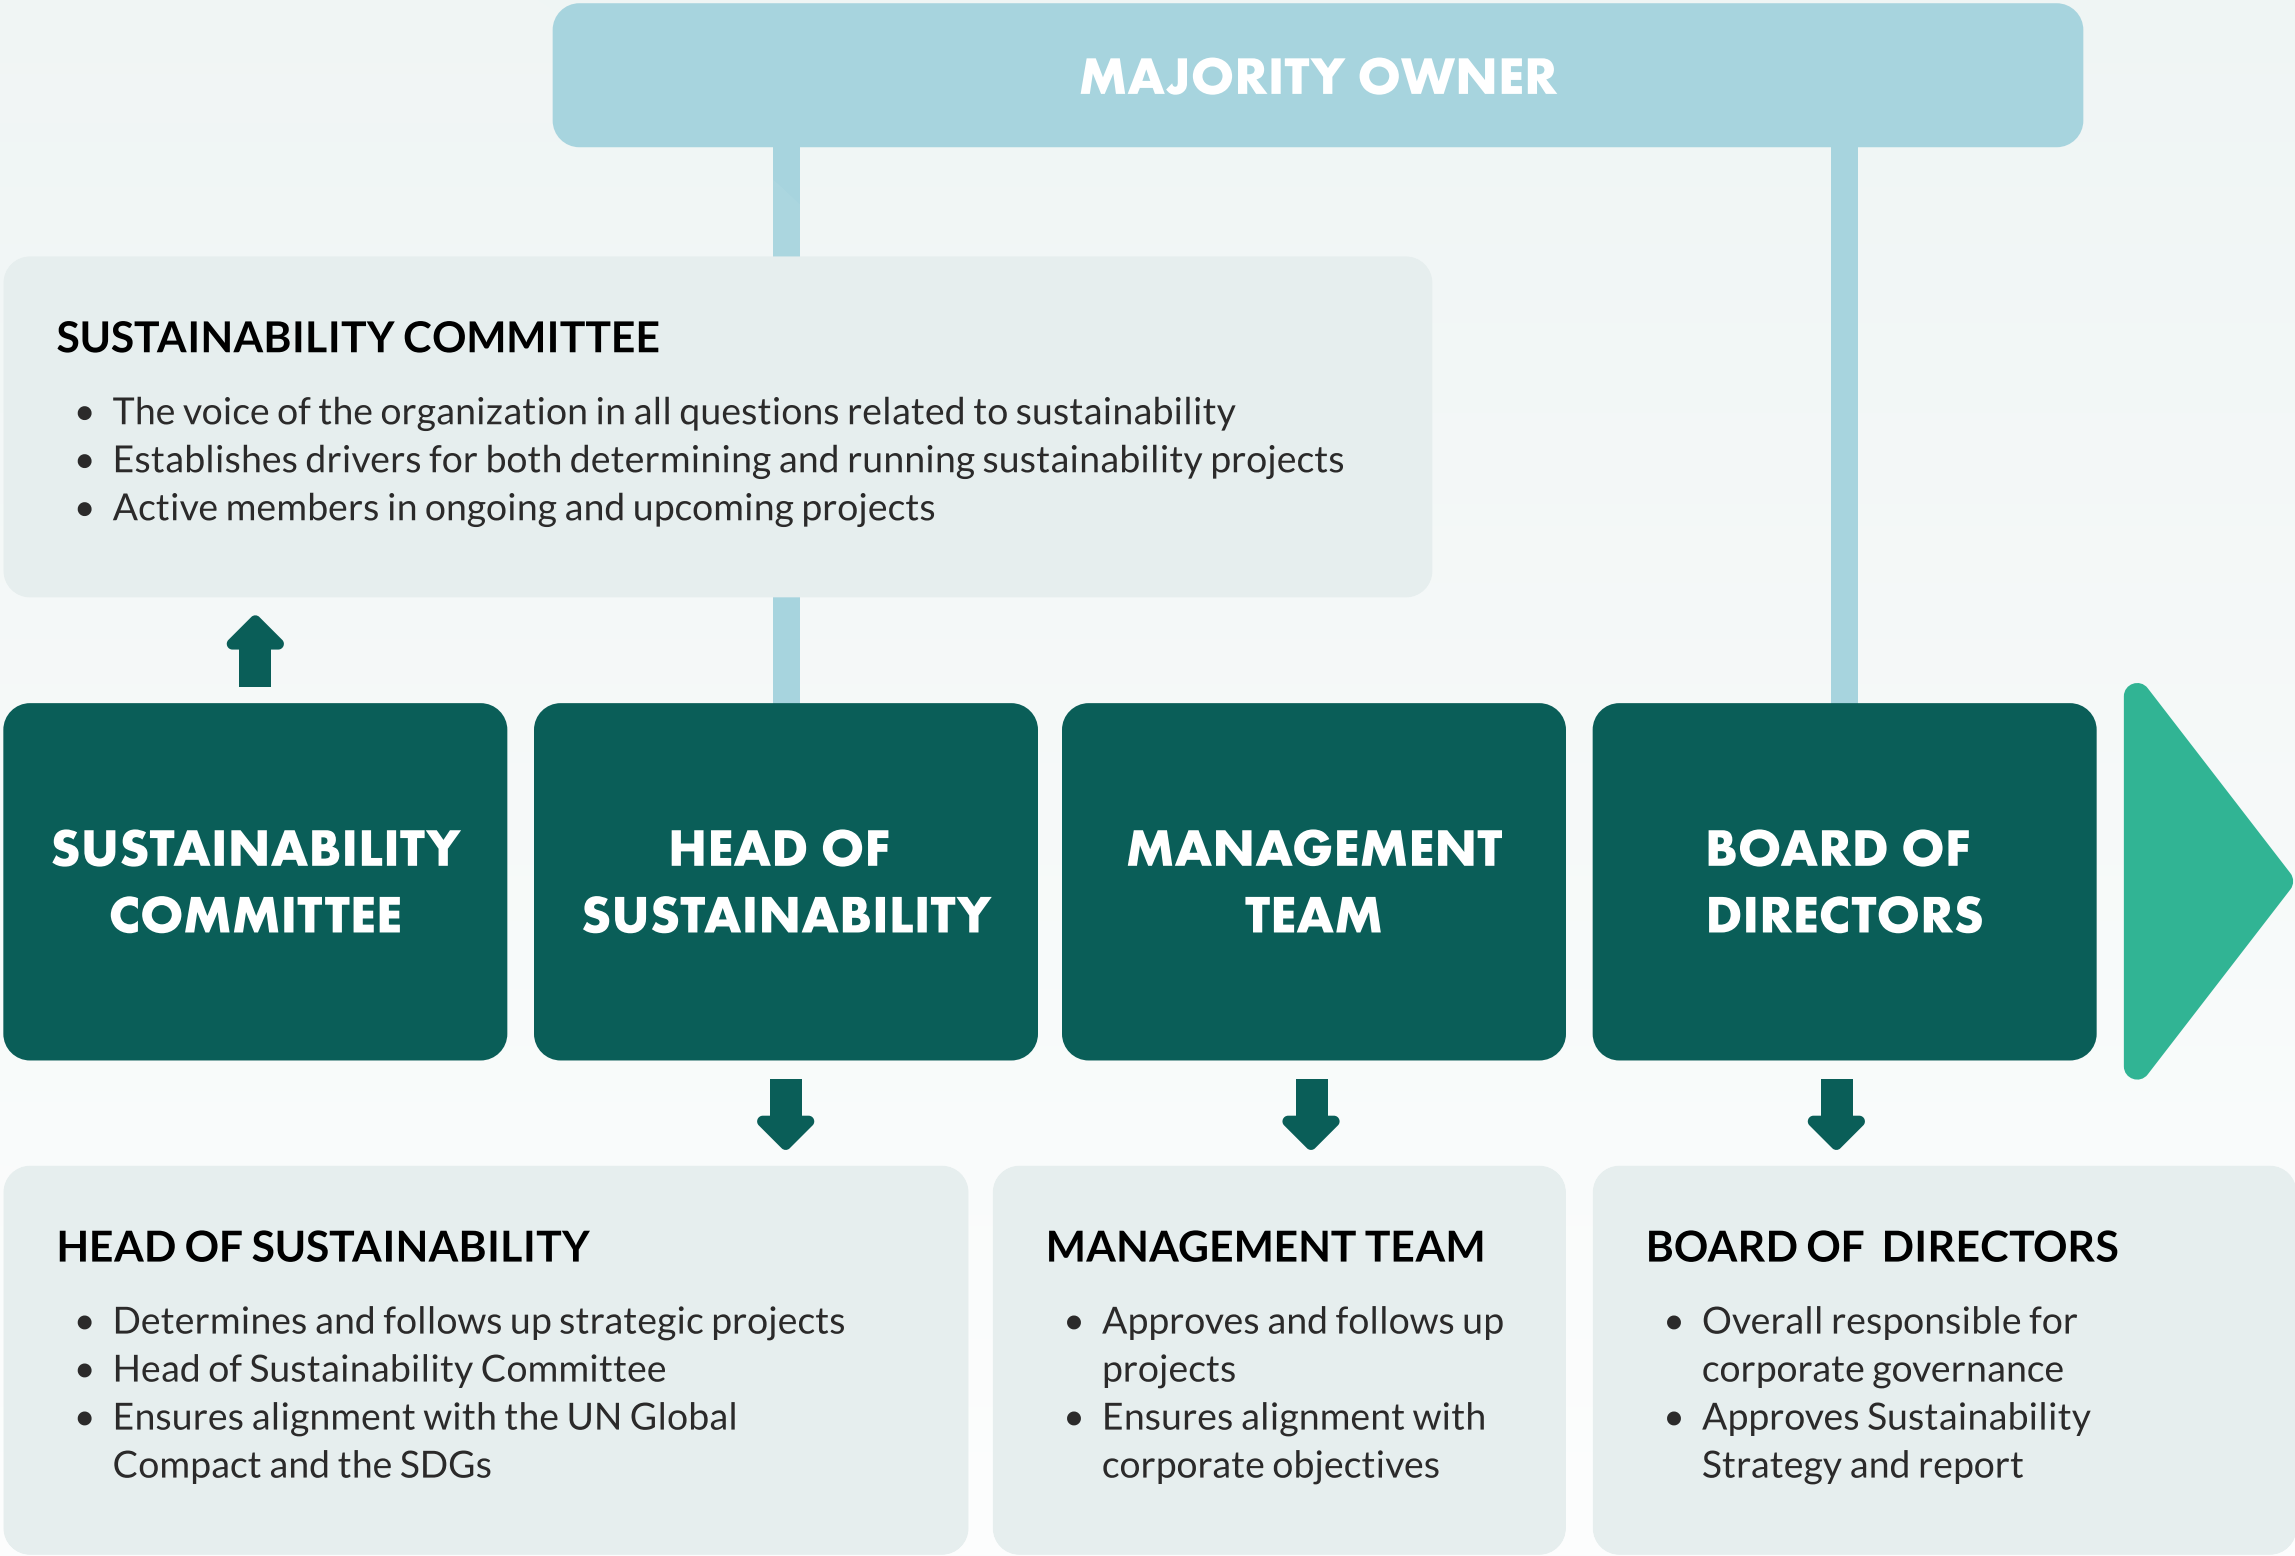 MAJORITY OWNER
SUSTAINABILITY COMMITTEE
• The voice of the organization in all questions related to sustainability
• Establishes drivers for both determining and running sustainability projects
• Active members in ongoing and upcoming projects
SUSTAINABILITY
COMMITTEE
HEAD OF
SUSTAINABILITY
MANAGEMENT
TEAM
BOARD OF
DIRECTORS
HEAD OF SUSTAINABILITY
• Determines and follows up strategic projects
• Head of Sustainability Committee
• Ensures alignment with the UN Global
Compact and the SDGs
MANAGEMENT TEAM
• Approves and follows up
projects
• Ensures alignment with
corporate objectives
BOARD OF DIRECTORS
• Overall responsible for
corporate governance
• Approves Sustainability
Strategy and report